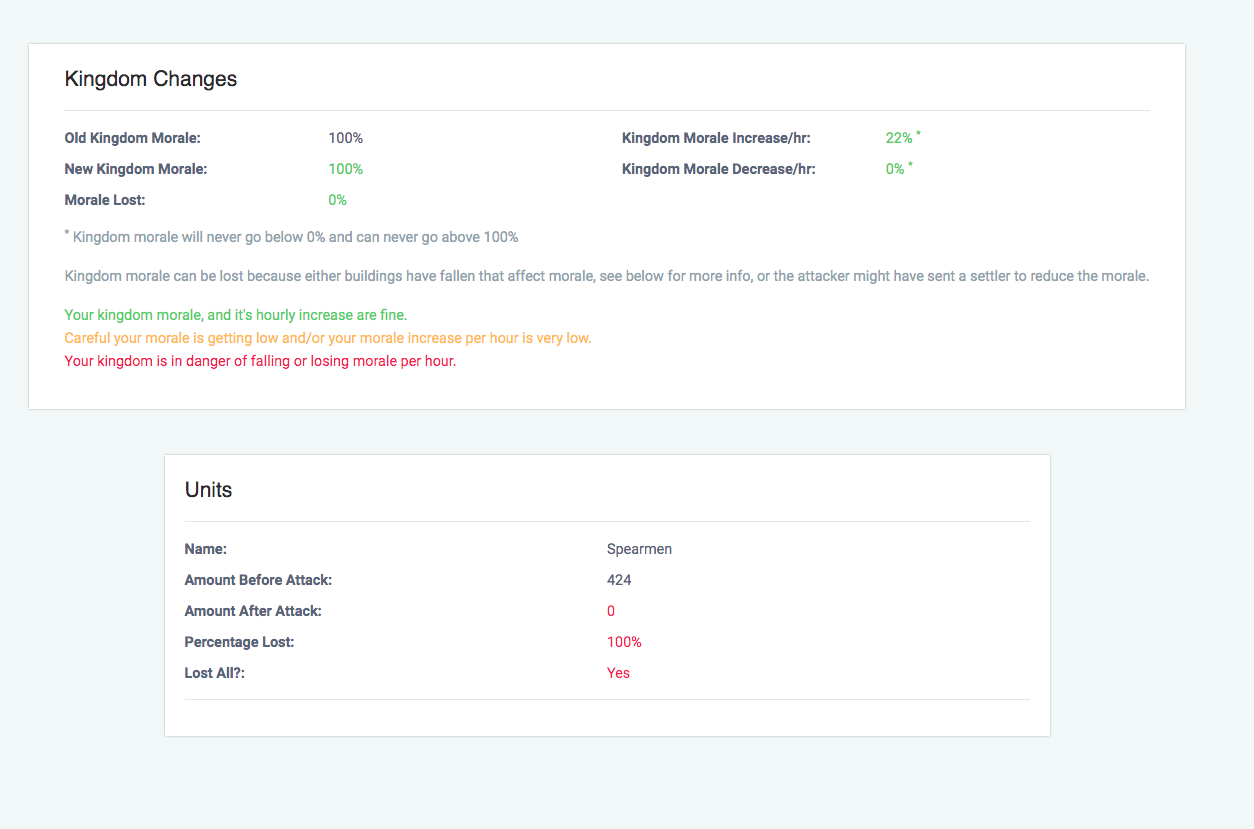 Kingdom Changes
Old Kingdom Morale: 100% Kingdom Morale Increase/hr: 22% *
New Kingdom Morale: 100% Kingdom Morale Decrease/hr: 0% *
Morale Lost: 0%
* Kingdom morale will never go below 0% and can never go above 100%
Kingdom morale can be lost because either buildings have fallen that affect morale, see below for more info, or the attacker might have sent a settler to reduce the morale.
Your kingdom morale, and it's hourly increase are fine.
Careful your morale is getting low and/or your morale increase per hour is very low.
Your kingdom is in danger of falling or losing morale per hour.
Units
Name: Spearmen
Amount Before Attack: 424
Amount After Attack: 0
Percentage Lost: 100%
Lost All?: Yes